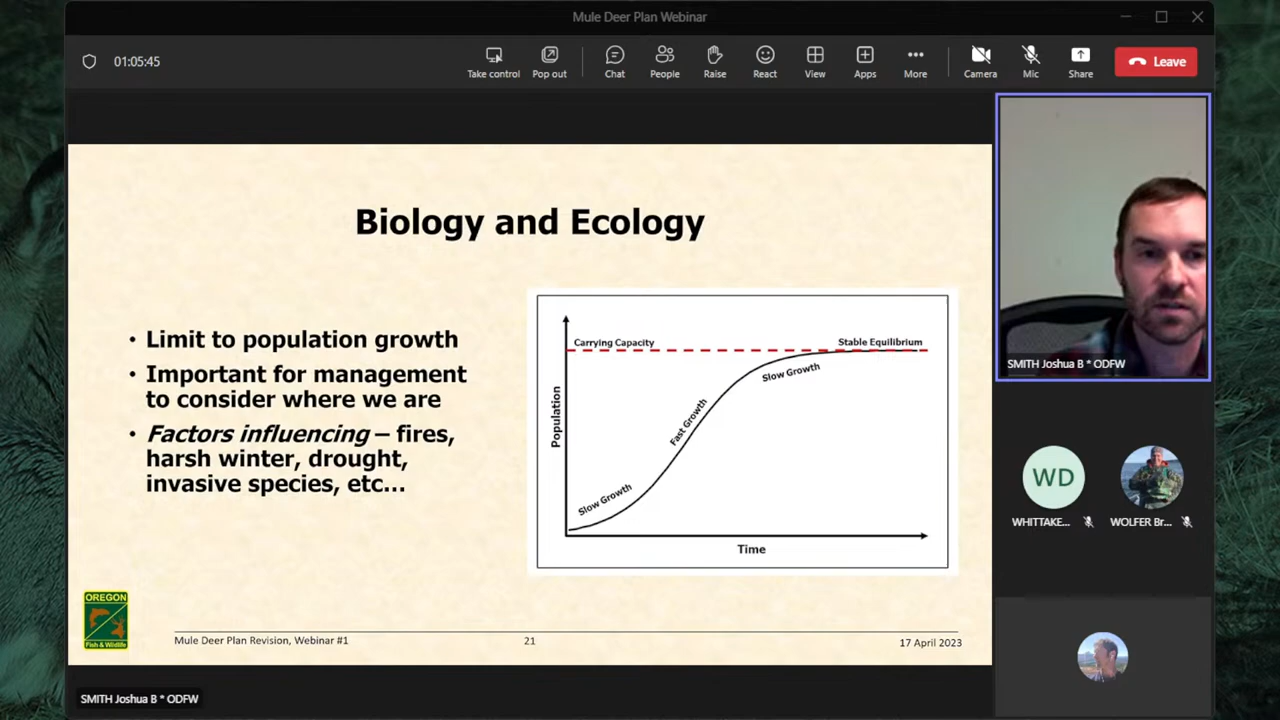 Mule Deer Plan Webinar
01:05:45
Take control
Pop out
Chat
People
Raise
React
View
Apps
More
Camera
Mic
Share
Leave
Biology and Ecology
• Limit to population growth
• Important for management
to consider where we are
• Factors influencing – fires,
harsh winter, drought,
invasive species, etc...
Carrying Capacity
Stable Equilibrium
Slow Growth
Fast Growth
Slow Growth
Population
Time
OREGON
Fish & Wildlife
Mule Deer Plan Revision, Webinar #1
21
17 April 2023
SMITH Joshua B * ODFW
SMITH Joshua B * ODFW
WD
WHITTAKE...
WOLFER Br...